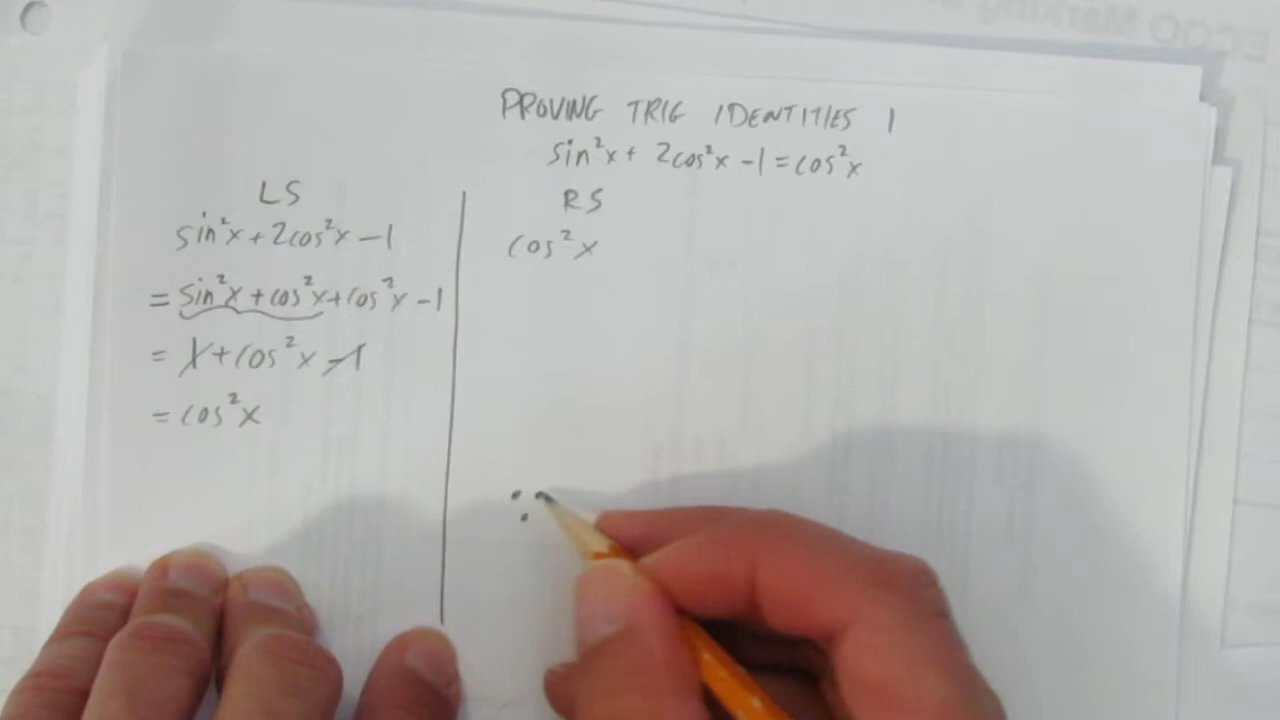 PROVING TRIG IDENTITIES 1
sin²x + 2cos²x - 1 = cos²x
LS
sin²x + 2cos²x - 1
= sin²x + cos²x + cos²x - 1
= 1 + cos²x - 1
= cos²x
RS
cos²x